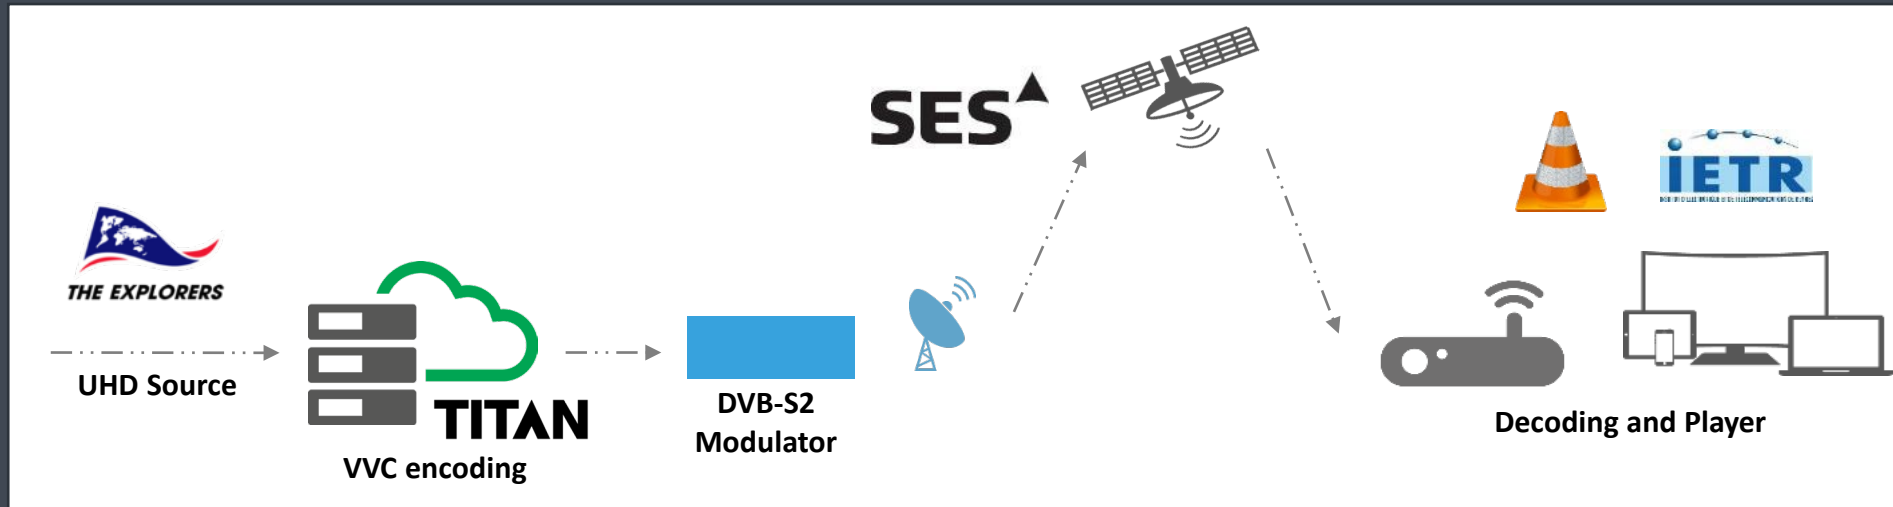 SES
IETR
THE EXPLORERS
UHD Source
TITAN
VVC encoding
DVB-S2
Modulator
Decoding and Player